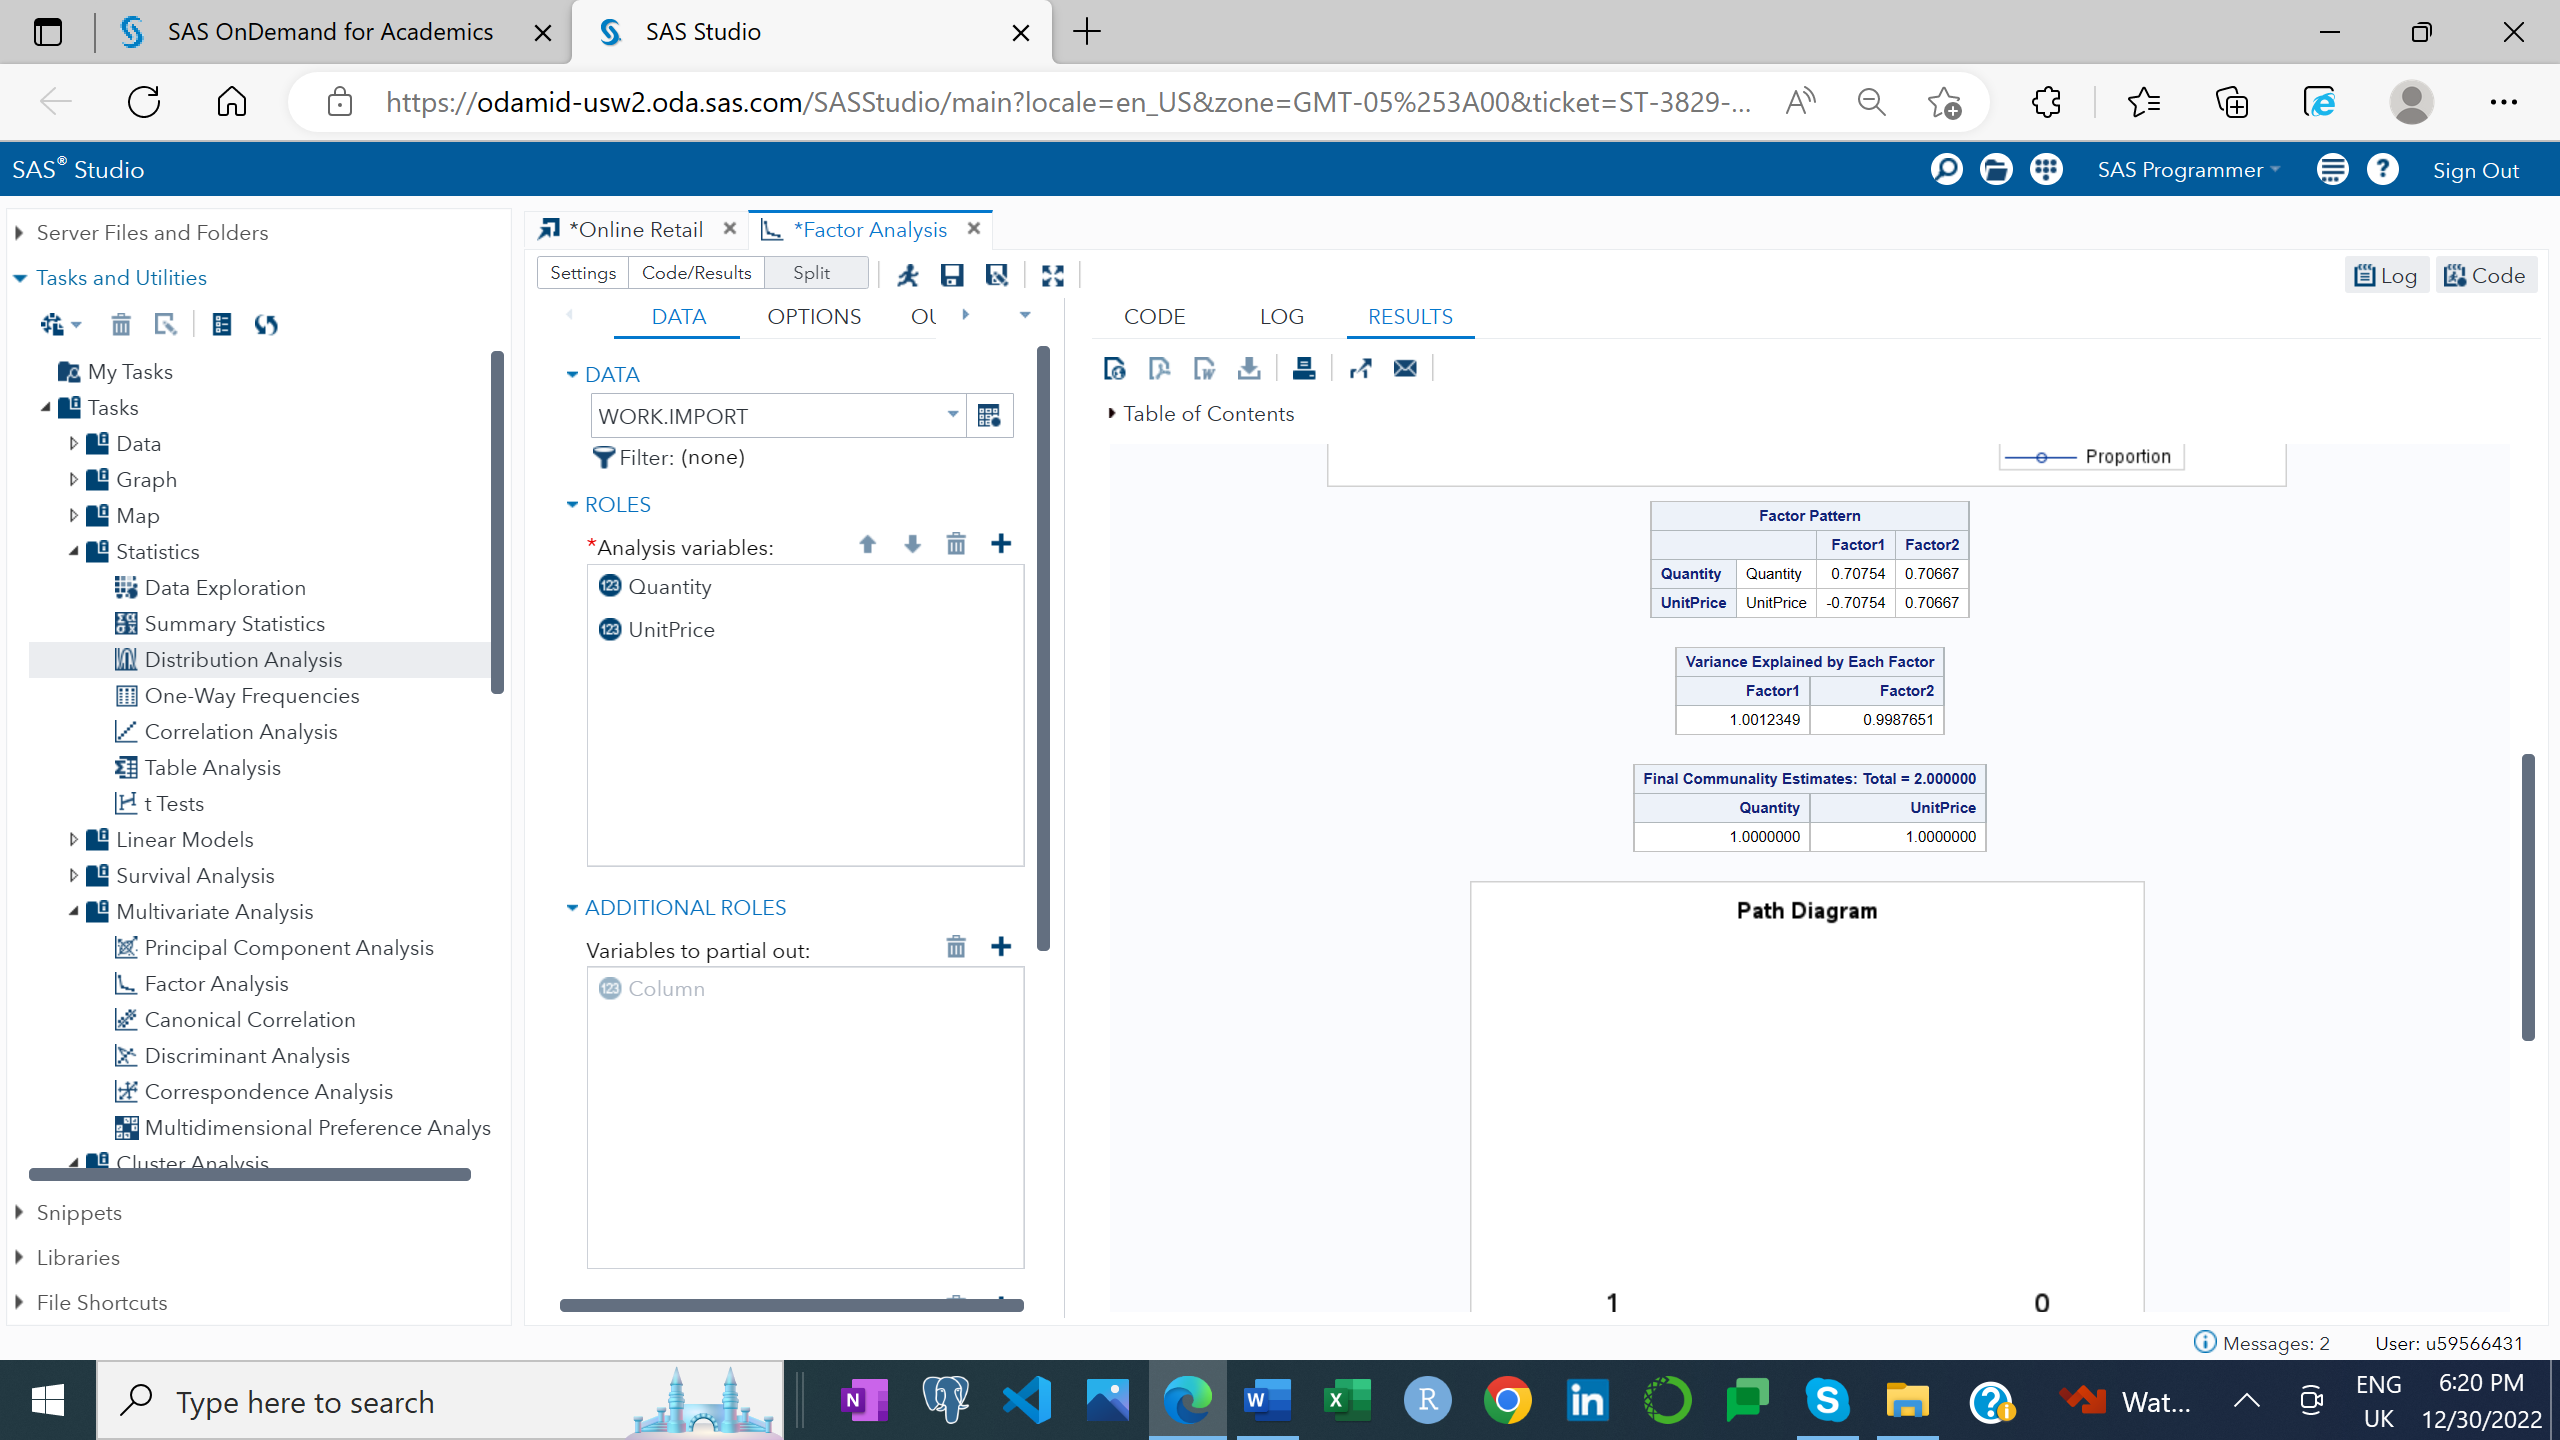 SAS OnDemand for Academics
SAS Studio
https://odamid-usw2.oda.sas.com/SASStudio/main?locale=en_US&zone=GMT-05%253A00&ticket=ST-3829-...
SAS® Studio
SAS Programmer
Sign Out
Server Files and Folders
Tasks and Utilities
My Tasks
Tasks
Data
Graph
Map
Statistics
Data Exploration
Summary Statistics
Distribution Analysis
One-Way Frequencies
Correlation Analysis
Table Analysis
t Tests
Linear Models
Survival Analysis
Multivariate Analysis
Principal Component Analysis
Factor Analysis
Canonical Correlation
Discriminant Analysis
Correspondence Analysis
Multidimensional Preference Analys
Cluster Analysis
Snippets
Libraries
File Shortcuts
*Online Retail
*Factor Analysis
Settings Code/Results Split
Log Code
DATA OPTIONS OU
DATA
WORK.IMPORT
Filter: (none)
ROLES
*Analysis variables:
123 Quantity
123 UnitPrice
ADDITIONAL ROLES
Variables to partial out:
123 Column
CODE LOG RESULTS
Table of Contents
Proportion
Factor Pattern
Factor1 Factor2
Quantity Quantity 0.70754 0.70667
UnitPrice UnitPrice -0.70754 0.70667
Variance Explained by Each Factor
Factor1 Factor2
1.0012349 0.9987651
Final Communality Estimates: Total = 2.000000
Quantity UnitPrice
1.0000000 1.0000000
Path Diagram
1 0
Messages: 2 User: u59566431
Type here to search
Wat...
ENG
UK
6:20 PM
12/30/2022